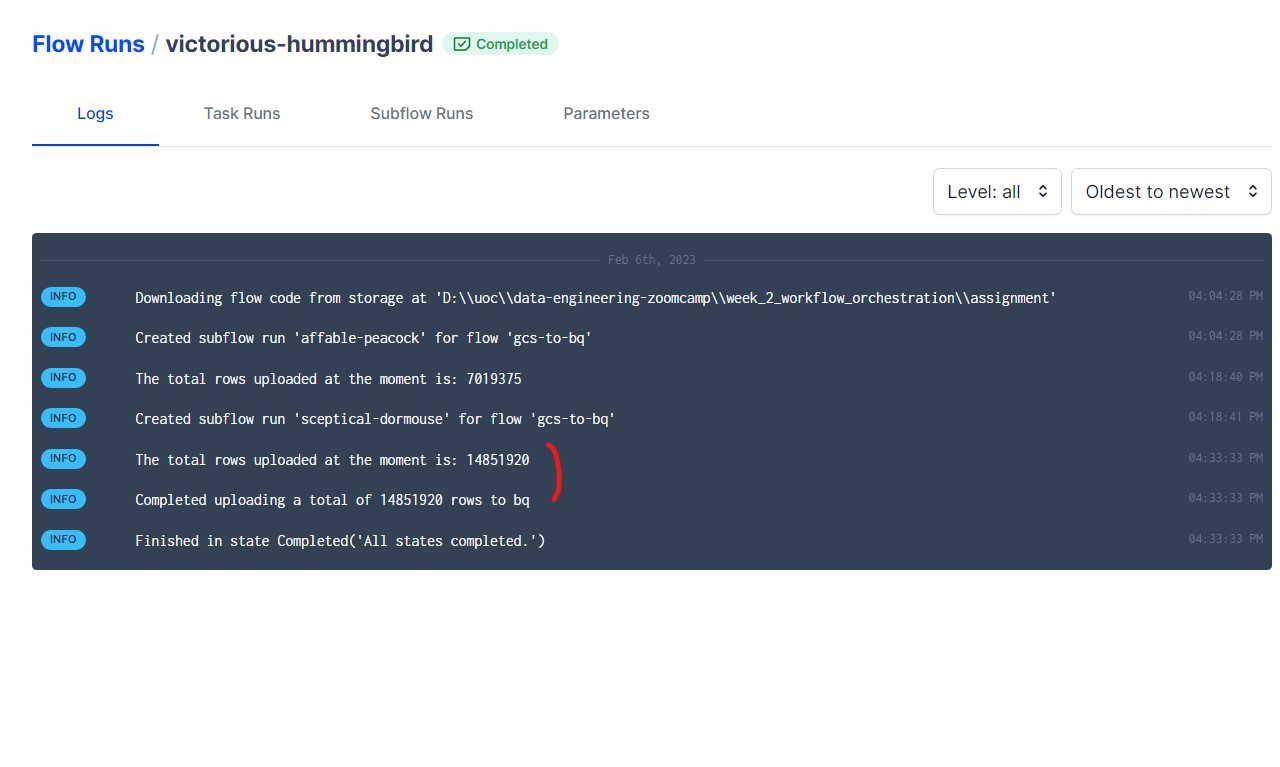 Flow Runs / victorious-hummingbird Completed
Logs Task Runs Subflow Runs Parameters
Level: all Oldest to newest
Feb 6th, 2023
INFO Downloading flow code from storage at 'D:\\uoc\\data-engineering-zoomcamp\\week_2_workflow_orchestration\\assignment' 04:04:28 PM
INFO Created subflow run 'affable-peacock' for flow 'gcs-to-bq' 04:04:28 PM
INFO The total rows uploaded at the moment is: 7019375 04:18:40 PM
INFO Created subflow run 'sceptical-dormouse' for flow 'gcs-to-bq' 04:18:41 PM
INFO The total rows uploaded at the moment is: 14851920 04:33:33 PM
INFO Completed uploading a total of 14851920 rows to bq 04:33:33 PM
INFO Finished in state Completed('All states completed.') 04:33:33 PM